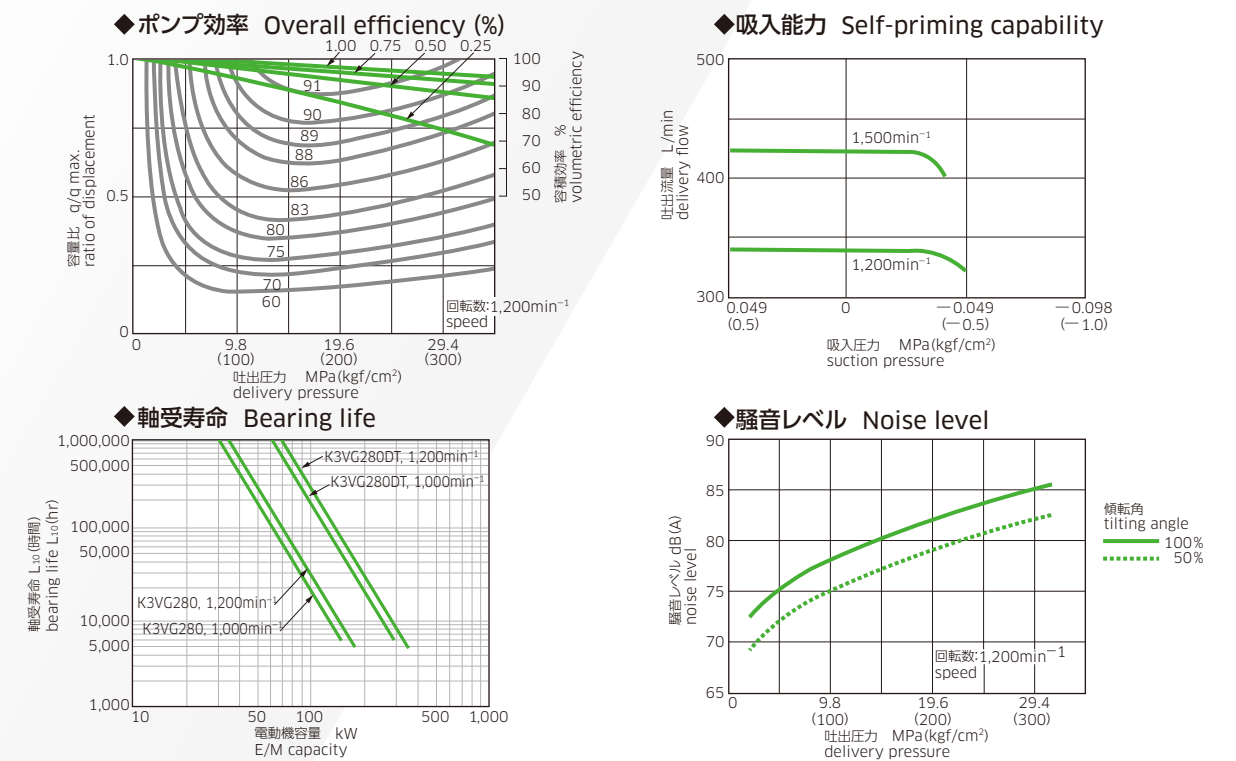 ◆ポンプ効率 Overall efficiency (%)
1.00 0.75 0.50 0.25
1.0
0.5
0
容量比 q/q max.
ratio of displacement
91
90
89
88
86
83
80
75
70
60
100
90
80
70
60
50
容積効率 %
volumetric efficiency
回転数:1,200min⁻¹
speed
0 9.8 19.6 29.4
(100) (200) (300)
吐出圧力 MPa(kgf/cm²)
delivery pressure
◆吸入能力 Self-priming capability
500
400
300
吐出流量 L/min
delivery flow
1,500min⁻¹
1,200min⁻¹
0.049 0 −0.049 −0.098
(0.5) (−0.5) (−1.0)
吸入圧力 MPa(kgf/cm²)
suction pressure
◆軸受寿命 Bearing life
1,000,000
500,000
100,000
50,000
10,000
5,000
1,000
軸受寿命 L₁₀(時間)
bearing life L₁₀(hr)
K3VG280DT, 1,200min⁻¹
K3VG280DT, 1,000min⁻¹
K3VG280, 1,200min⁻¹
K3VG280, 1,000min⁻¹
10 50 100 500 1,000
電動機容量 kW
E/M capacity
◆騒音レベル Noise level
90
85
80
75
70
65
騒音レベル dB(A)
noise level
回転数:1,200min⁻¹
speed
0 9.8 19.6 29.4
(100) (200) (300)
吐出圧力 MPa(kgf/cm²)
delivery pressure
傾転角
tilting angle
100%
50%